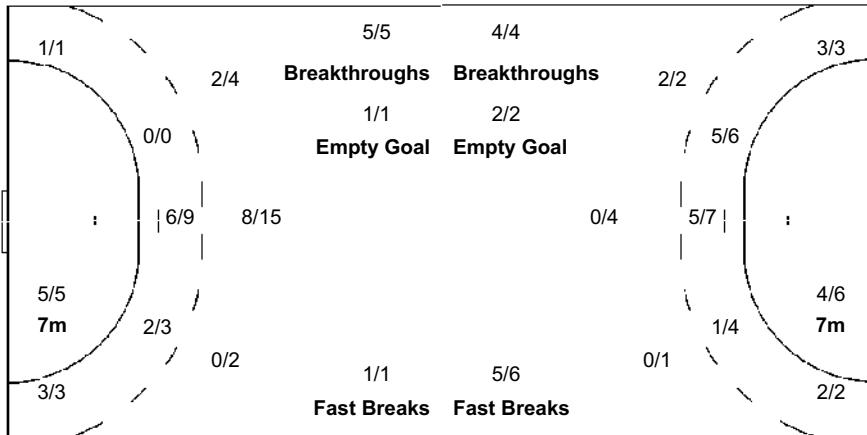 5/5 4/4
1/1 3/3
Breakthroughs Breakthroughs
2/4 2/2
1/1 2/2
0/0 5/6
Empty Goal Empty Goal
6/9 8/15 0/4 5/7
5/5 4/6
7m 2/3 1/4 7m
0/2 0/1
1/1 5/6
3/3 2/2
Fast Breaks Fast Breaks